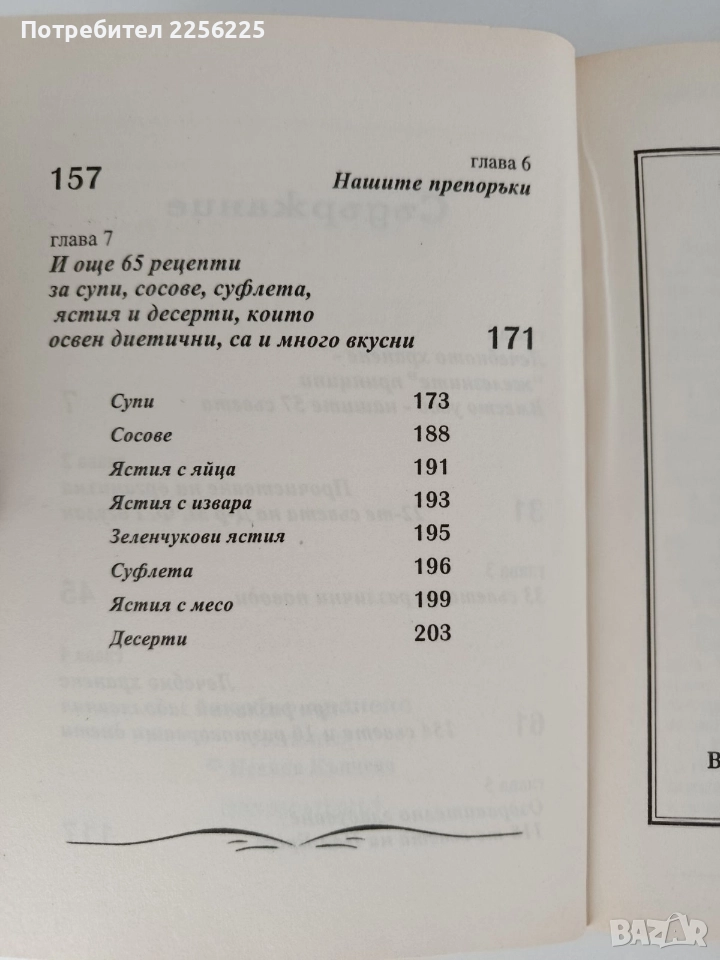 Потребител 2256225
глава 6
157 Нашите препоръки
глава 7
И още 65 рецепти
за супи, сосове, суфлета,
ястия и десерти, които
освен диетични, са и много вкусни 171
Супи 173
Сосове 188
Ястия с яйца 191
Ястия с извара 193
Зеленчукови ястия 195
Суфлета 196
Ястия с месо 199
Десерти 203
В
BAZAR